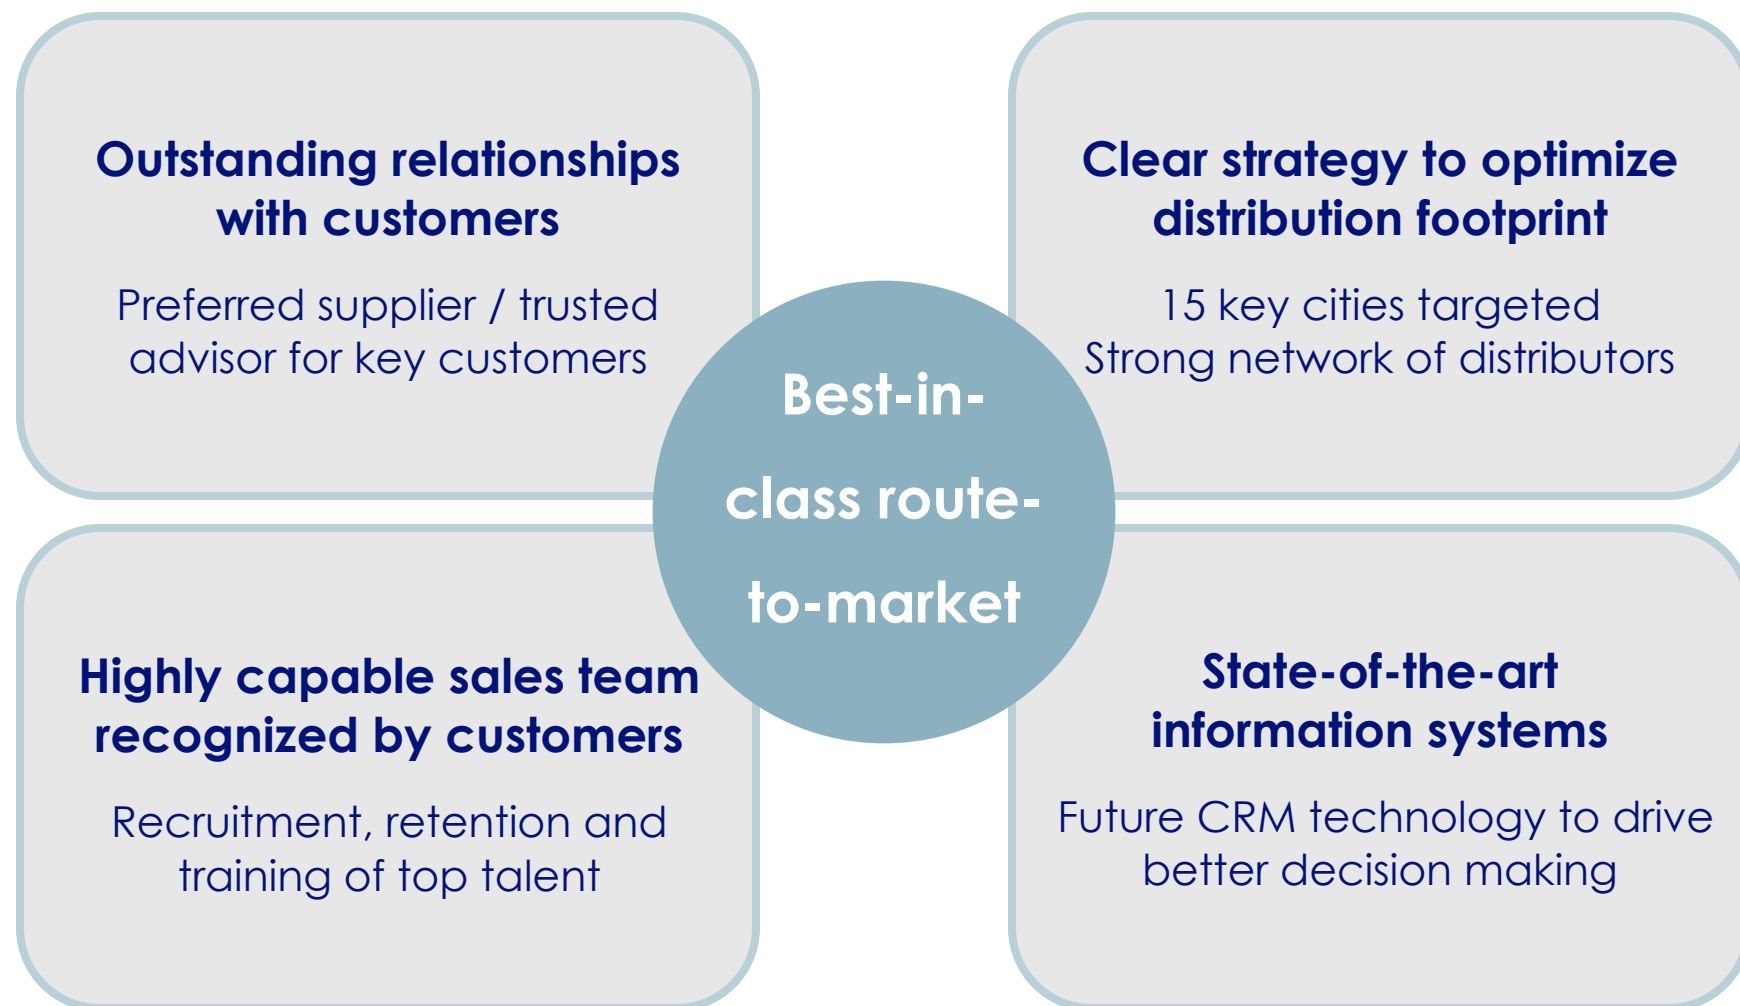 Outstanding relationships
with customers
Preferred supplier / trusted
advisor for key customers
Clear strategy to optimize
distribution footprint
15 key cities targeted
Strong network of distributors
Best-in-
class route-
to-market
Highly capable sales team
recognized by customers
Recruitment, retention and
training of top talent
State-of-the-art
information systems
Future CRM technology to drive
better decision making